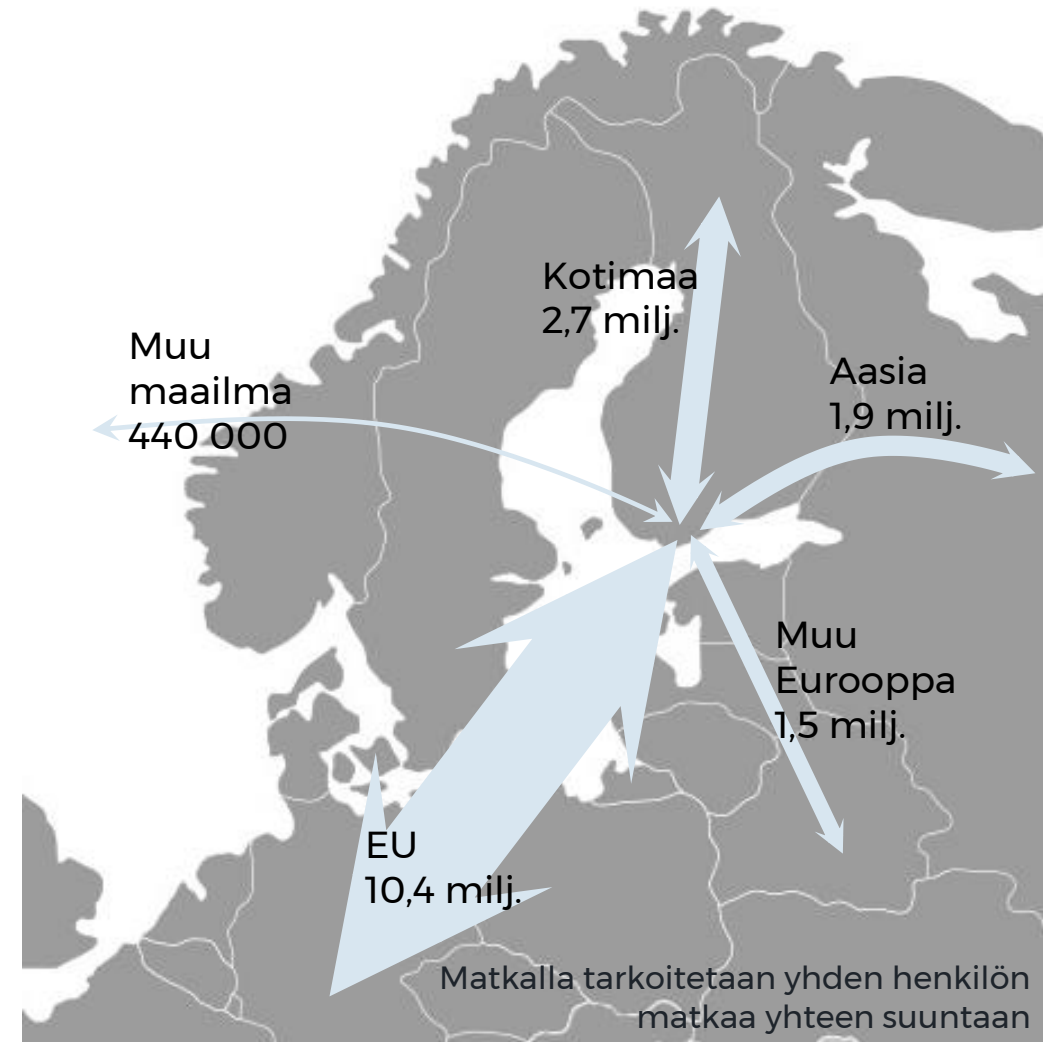 Kotimaa
2,7 milj.
Muu
maailma
440 000
Aasia
1,9 milj.
Muu
Eurooppa
1,5 milj.
EU
10,4 milj.
Matkalla tarkoitetaan yhden henkilön
matkaa yhteen suuntaan